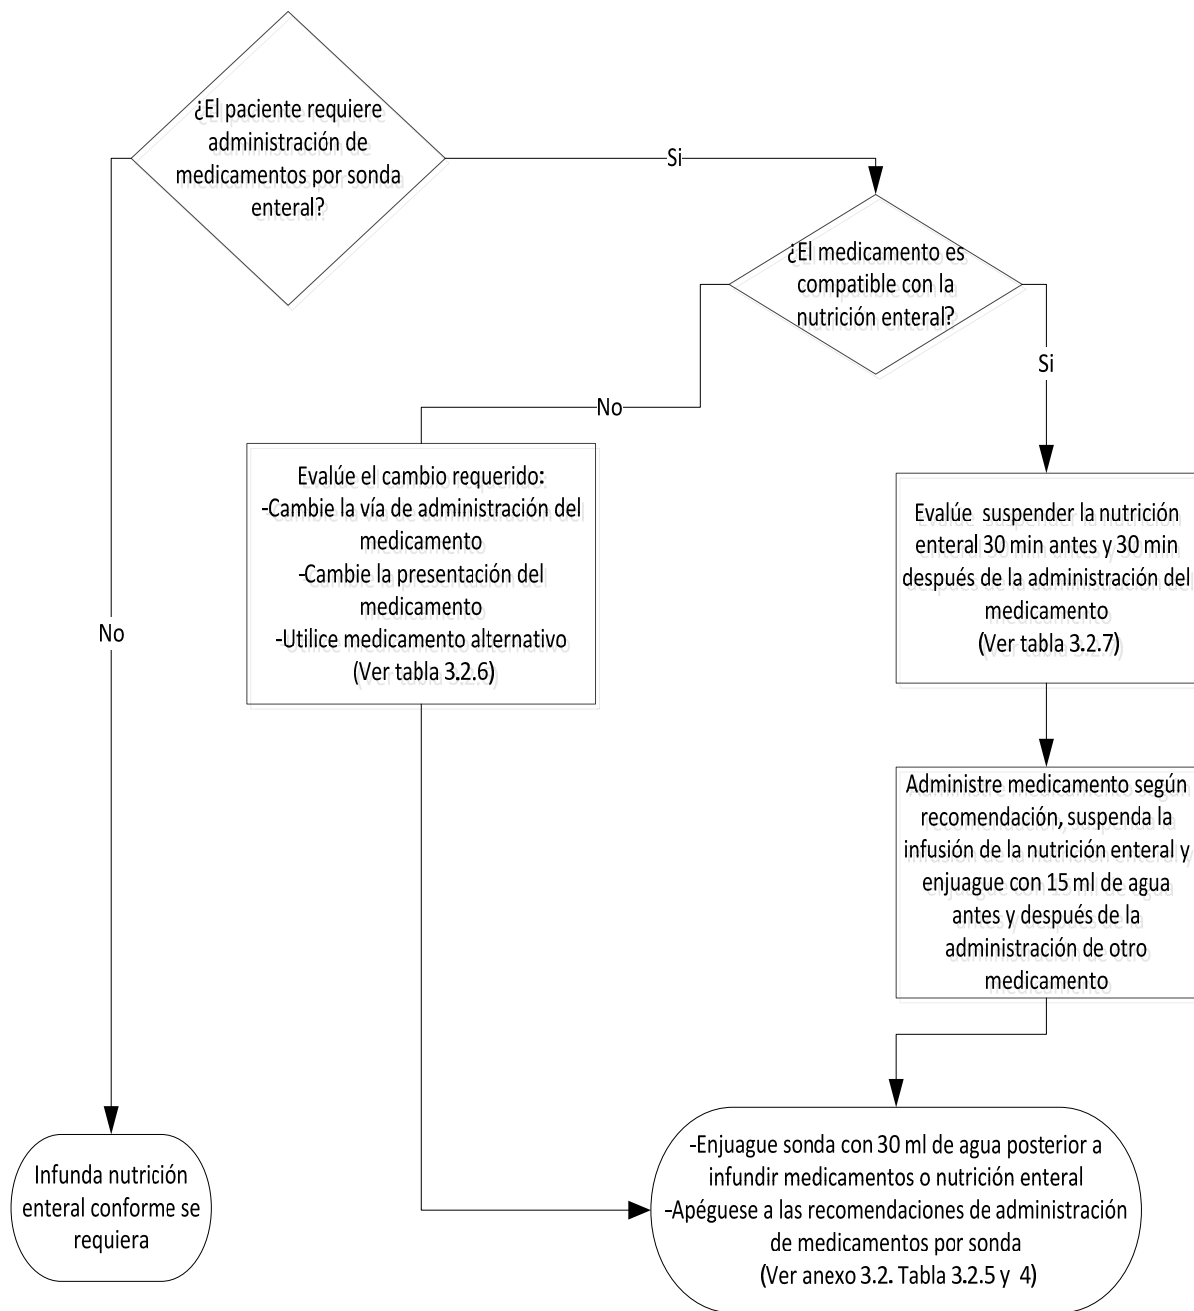 ¿El paciente requiere
administración de
medicamentos por sonda
enteral?
Si
¿El medicamento es
compatible con la
nutrición enteral?
Si
No
Evalúe el cambio requerido:
-Cambie la vía de administración del
medicamento
-Cambie la presentación del
medicamento
-Utilice medicamento alternativo
(Ver tabla 3.2.6)
Evalúe suspender la nutrición
enteral 30 min antes y 30 min
después de la administración del
medicamento
(Ver tabla 3.2.7)
No
Administre medicamento según
recomendación, suspenda la
infusión de la nutrición enteral y
enjuague con 15 ml de agua
antes y después de la
administración de otro
medicamento
Infunda nutrición
enteral conforme se
requiera
-Enjuague sonda con 30 ml de agua posterior a
infundir medicamentos o nutrición enteral
-Apéguese a las recomendaciones de administración
de medicamentos por sonda
(Ver anexo 3.2. Tabla 3.2.5 y 4)